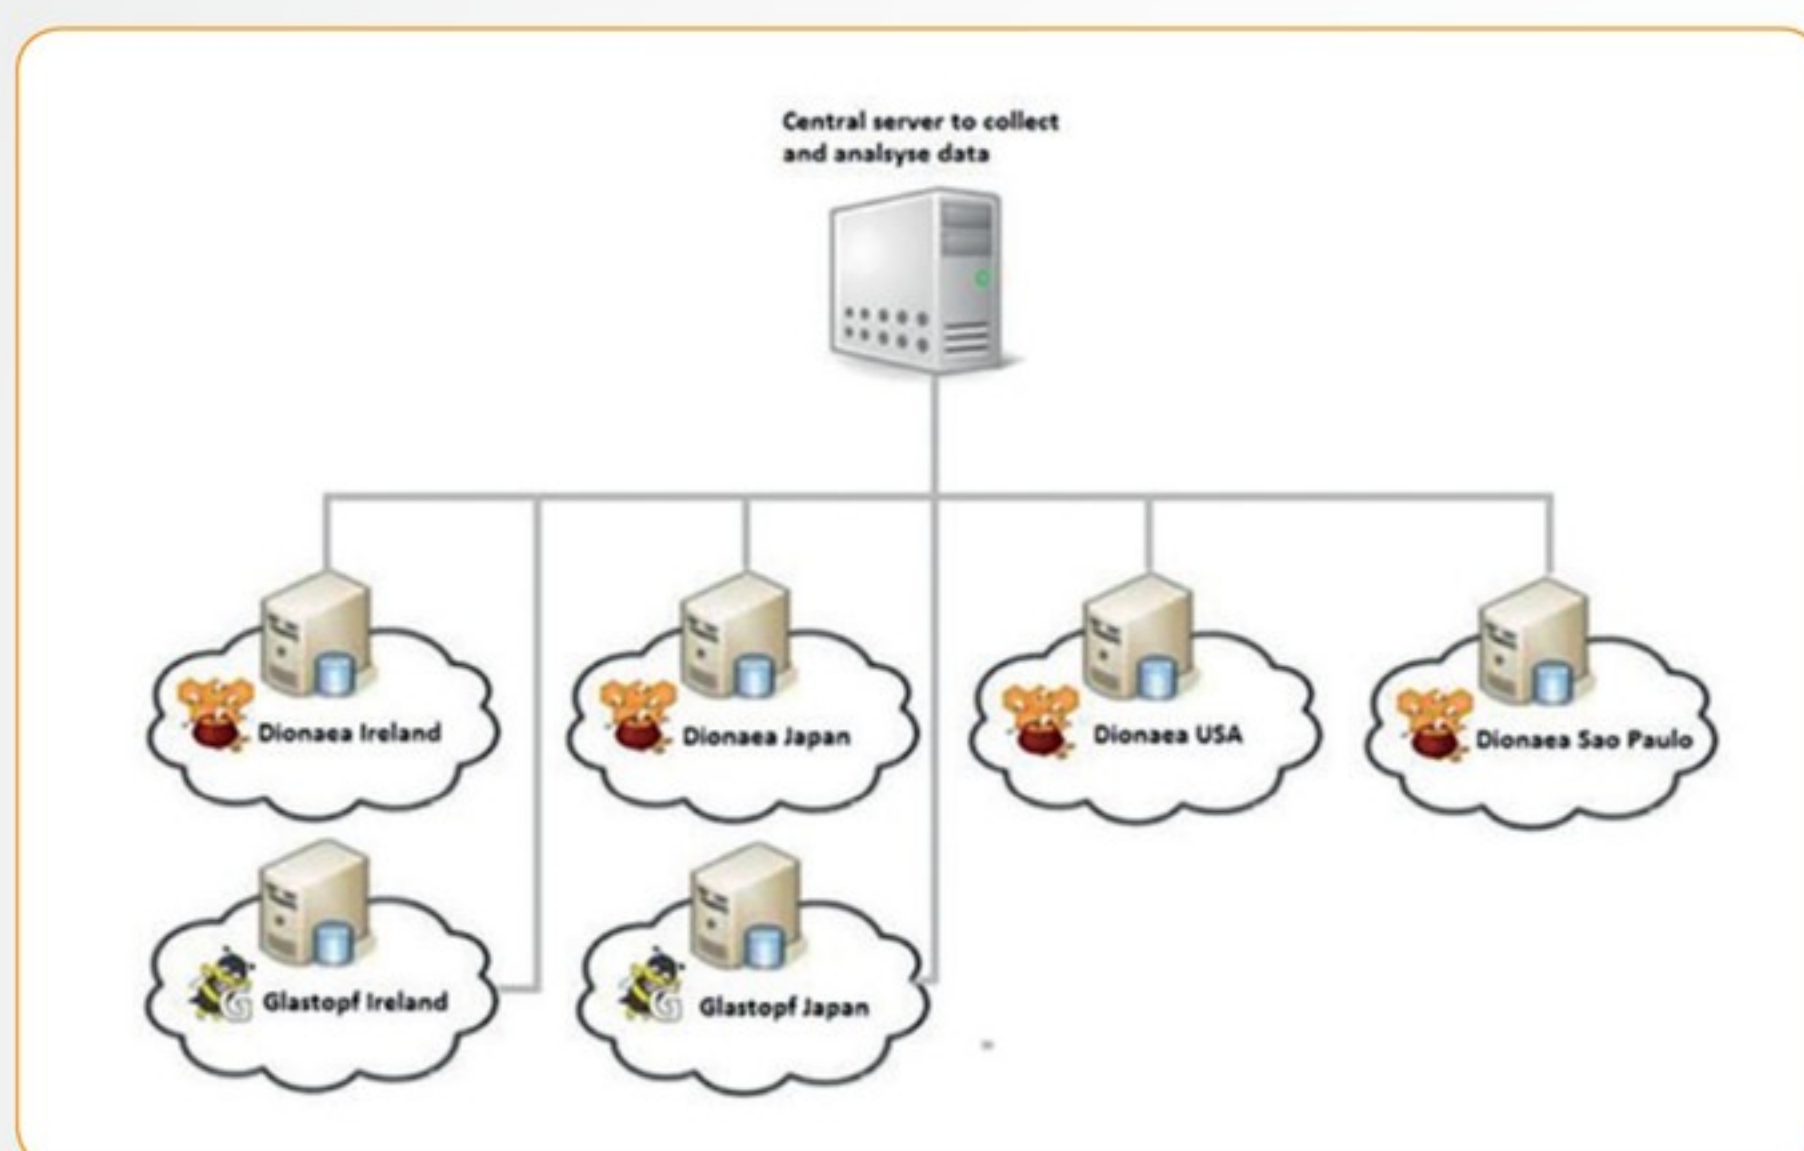 Central server to collect
and analsyse data
Dionaea Ireland
Dionaea Japan
Dionaea USA
Dionaea Sao Paulo
Glastopf Ireland
Glastopf Japan